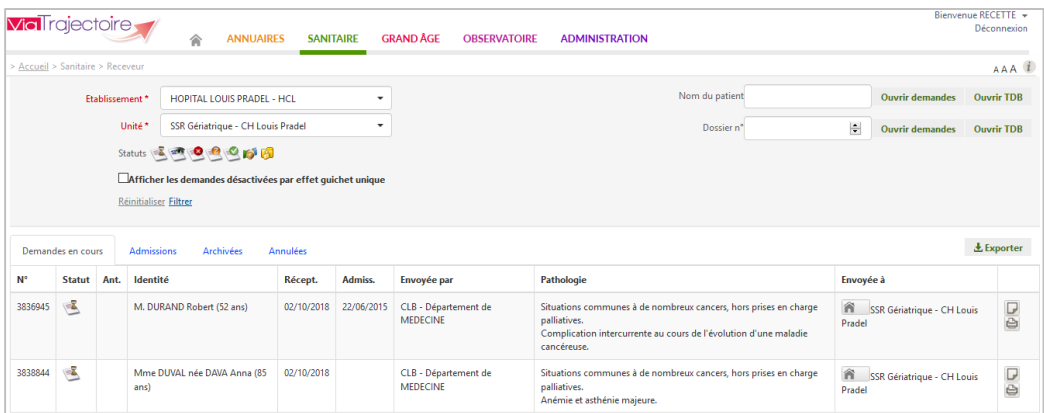 ViaTrajectoire
ANNUAIRES SANITAIRE GRAND ÂGE OBSERVATOIRE ADMINISTRATION
Bienvenue RECETTE
Déconnexion
> Accueil > Sanitaire > Receveur
A A A i
Etablissement * HOPITAL LOUIS PRADEL - HCL
Nom du patient Ouvrir demandes Ouvrir TDB
Unité * SSR Gériatrique - CH Louis Pradel
Dossier n° Ouvrir demandes Ouvrir TDB
Statuts
Afficher les demandes désactivées par effet guichet unique
Réinitialiser Filtrer
Demandes en cours Admissions Archivées Annulées Exporter
N° Statut Ant. Identité Récept. Admiss. Envoyée par Pathologie Envoyée à
3836945 M. DURAND Robert (52 ans) 02/10/2018 22/06/2015 CLB - Département de
MEDECINE
Situations communes à de nombreux cancers, hors prises en charge
palliatives.
Complication intercurrente au cours de l'évolution d'une maladie
cancéreuse.
SSR Gériatrique - CH Louis
Pradel
3838844 Mme DUVAL née DAVA Anna (85
ans)
02/10/2018 CLB - Département de
MEDECINE
Situations communes à de nombreux cancers, hors prises en charge
palliatives.
Anémie et asthénie majeure.
SSR Gériatrique - CH Louis
Pradel